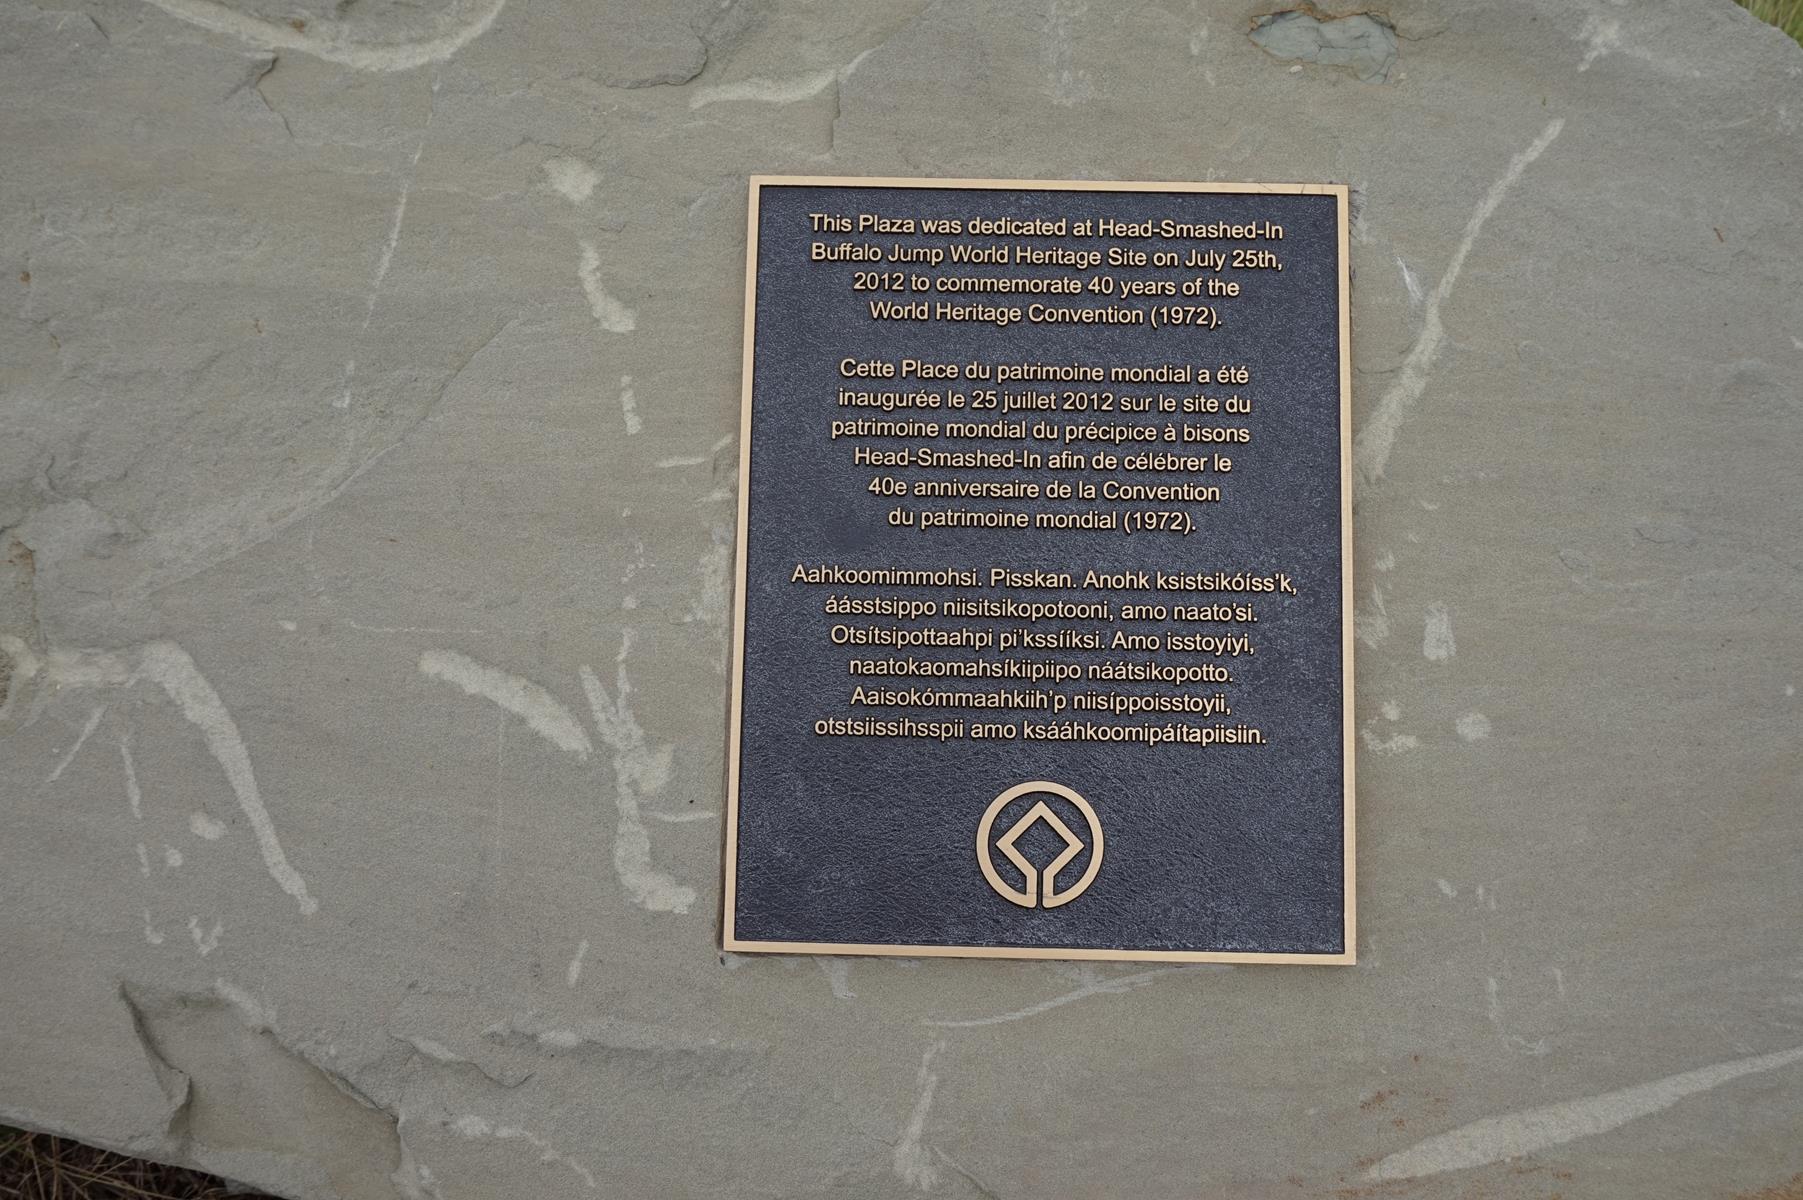 This Plaza was dedicated at Head-Smashed-In
Buffalo Jump World Heritage Site on July 25th,
2012 to commemorate 40 years of the
World Heritage Convention (1972).
Cette Place du patrimoine mondial a été
inaugurée le 25 juillet 2012 sur le site du
patrimoine mondial du précipice à bisons
Head-Smashed-In afin de célébrer le
40e anniversaire de la Convention
du patrimoine mondial (1972).
Aahkoomimmohsi. Pisskan. Anohk ksistsikóíss'k,
áásstsippo niisitsikopotooni, amo naato'si.
Otsítsipottaahpi pi'kssííksi. Amo isstoyiyi,
naatokaomahsíkiipiipo náátsikopotto.
Aaisokómmaahkiih'p niisíppoisstoyii,
otstsiissihsspii amo ksááhkoomipáítapiisiin.